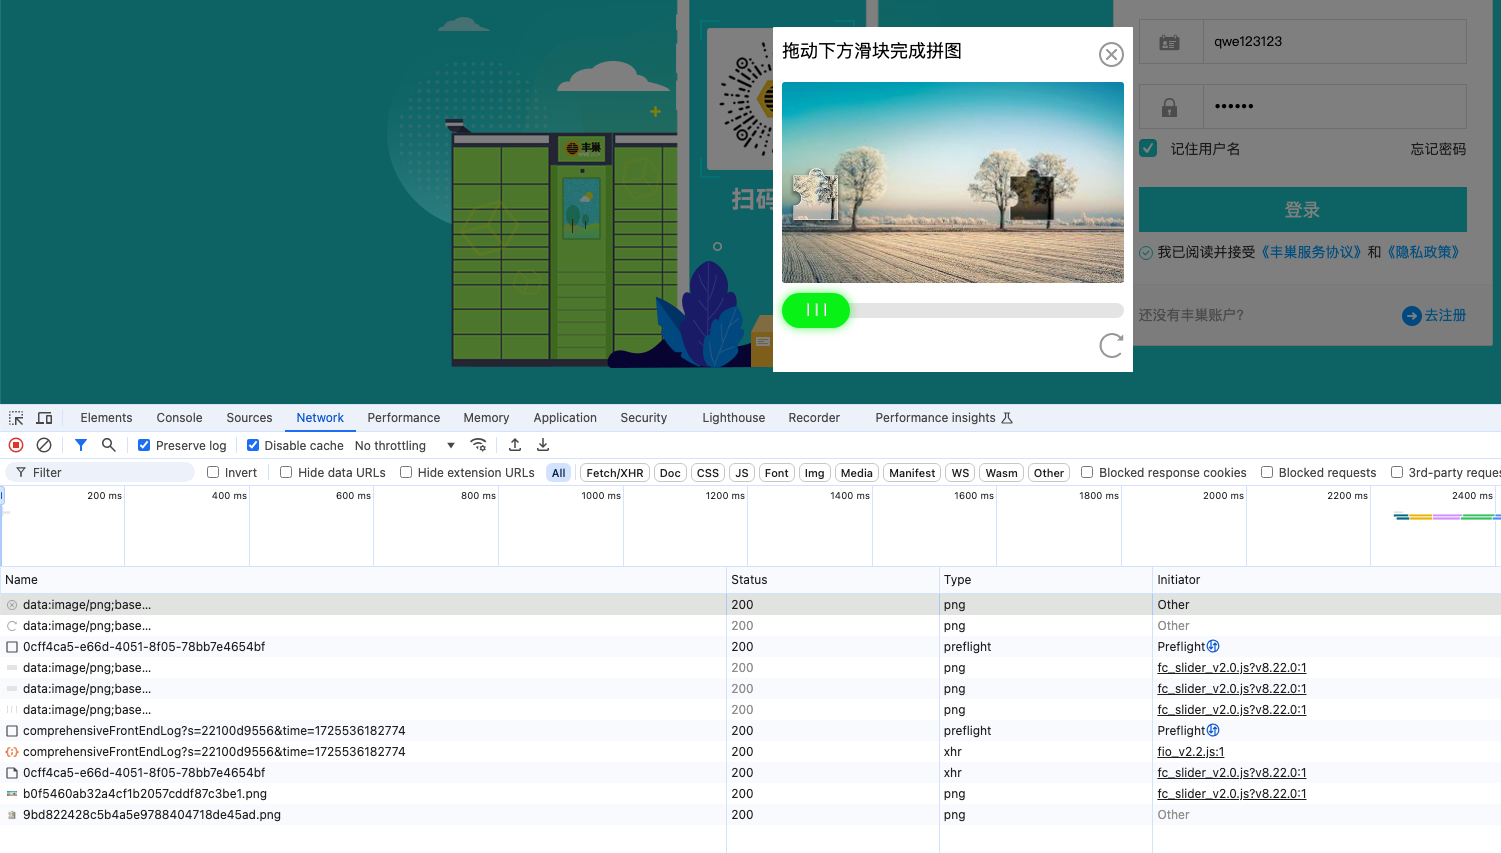 丰巢
扫码
拖动下方滑块完成拼图
qwe123123
••••••
记住用户名
忘记密码
登录
我已阅读并接受《丰巢服务协议》和《隐私政策》
还没有丰巢账户?
去注册
Elements Console Sources Network Performance Memory Application Security Lighthouse Recorder Performance insights
Preserve log Disable cache No throttling
Filter Invert Hide data URLs Hide extension URLs All Fetch/XHR Doc CSS JS Font Img Media Manifest WS Wasm Other Blocked response cookies Blocked requests 3rd-party reques
200 ms 400 ms 600 ms 800 ms 1000 ms 1200 ms 1400 ms 1600 ms 1800 ms 2000 ms 2200 ms 2400 ms
Name Status Type Initiator
data:image/png;base... 200 png Other
data:image/png;base... 200 png Other
0cff4ca5-e66d-4051-8f05-78bb7e4654bf 200 preflight Preflight
data:image/png;base... 200 png fc_slider_v2.0.js?v8.22.0:1
data:image/png;base... 200 png fc_slider_v2.0.js?v8.22.0:1
data:image/png;base... 200 png fc_slider_v2.0.js?v8.22.0:1
comprehensiveFrontEndLog?s=22100d9556&time=1725536182774 200 preflight Preflight
comprehensiveFrontEndLog?s=22100d9556&time=1725536182774 200 xhr fio_v2.2.js:1
0cff4ca5-e66d-4051-8f05-78bb7e4654bf 200 xhr fc_slider_v2.0.js?v8.22.0:1
b0f5460ab32a4cf1b2057cddf87c3be1.png 200 png fc_slider_v2.0.js?v8.22.0:1
9bd822428c5b4a5e9788404718de45ad.png 200 png Other